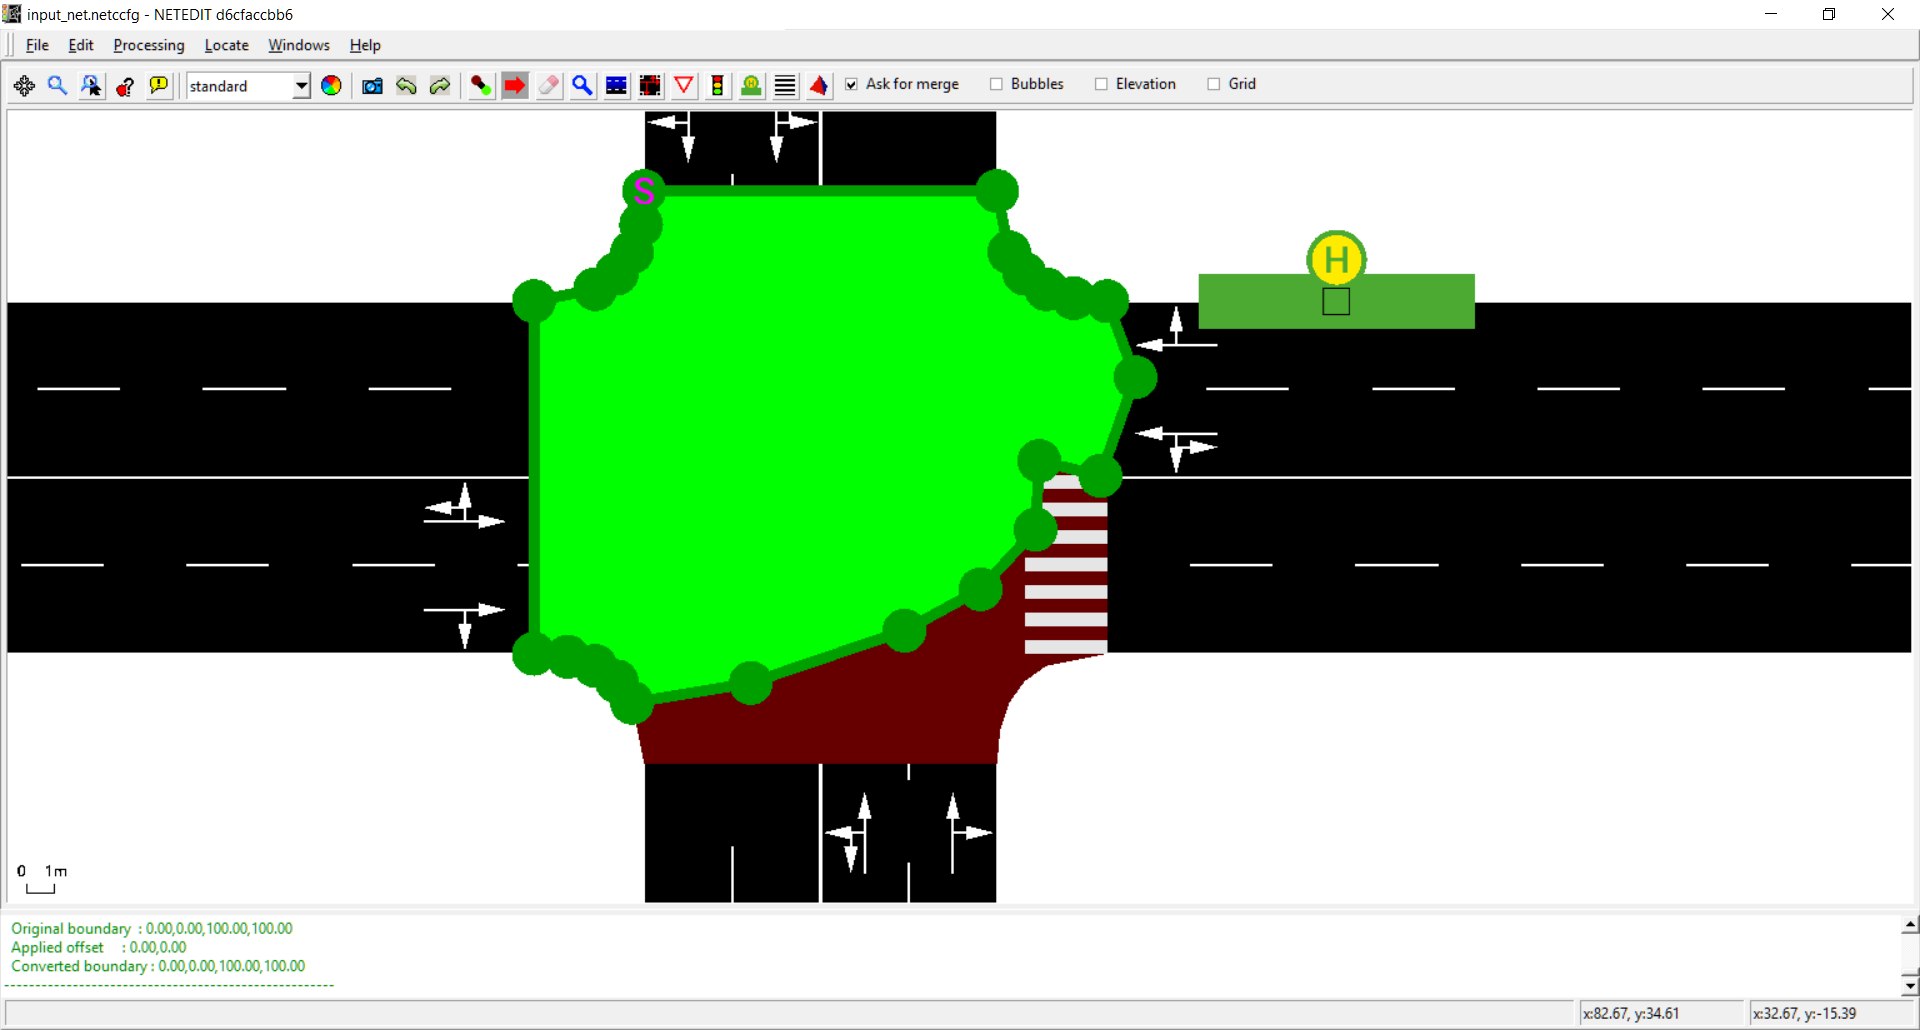 input_net.netccfg - NETEDIT d6cfaccbb6
File Edit Processing Locate Windows Help
standard Ask for merge Bubbles Elevation Grid
S
H
0 1m
Original boundary : 0.00,0.00,100.00,100.00
Applied offset : 0.00,0.00
Converted boundary : 0.00,0.00,100.00,100.00
x:82.67, y:34.61 x:32.67, y:-15.39